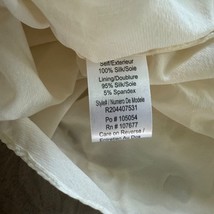 Self/Exterieur
100% Silk/Soie
Lining/Doublure
95% Silk/Soie
5% Spandex
Style# / Numero De Modele
R204407531
Po # 105054
Rn # 107677
Care on Reverse /